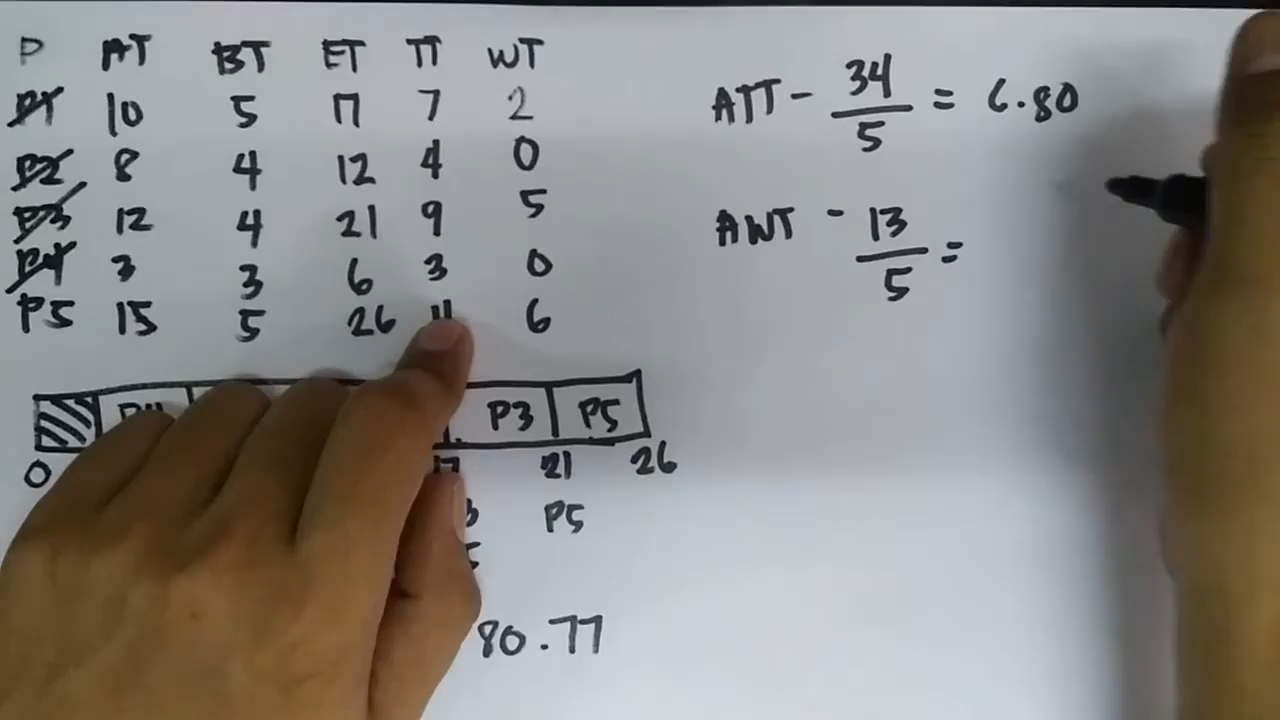 P AT BT ET TT WT
P1 10 5 17 7 2
P2 8 4 12 4 0
P3 12 4 21 9 5
P4 3 3 6 3 0
P5 15 5 26 11 6
ATT - 34/5 = 6.80
AWT - 13/5 =
P3 P5
0 17 21 26
P5
80.77